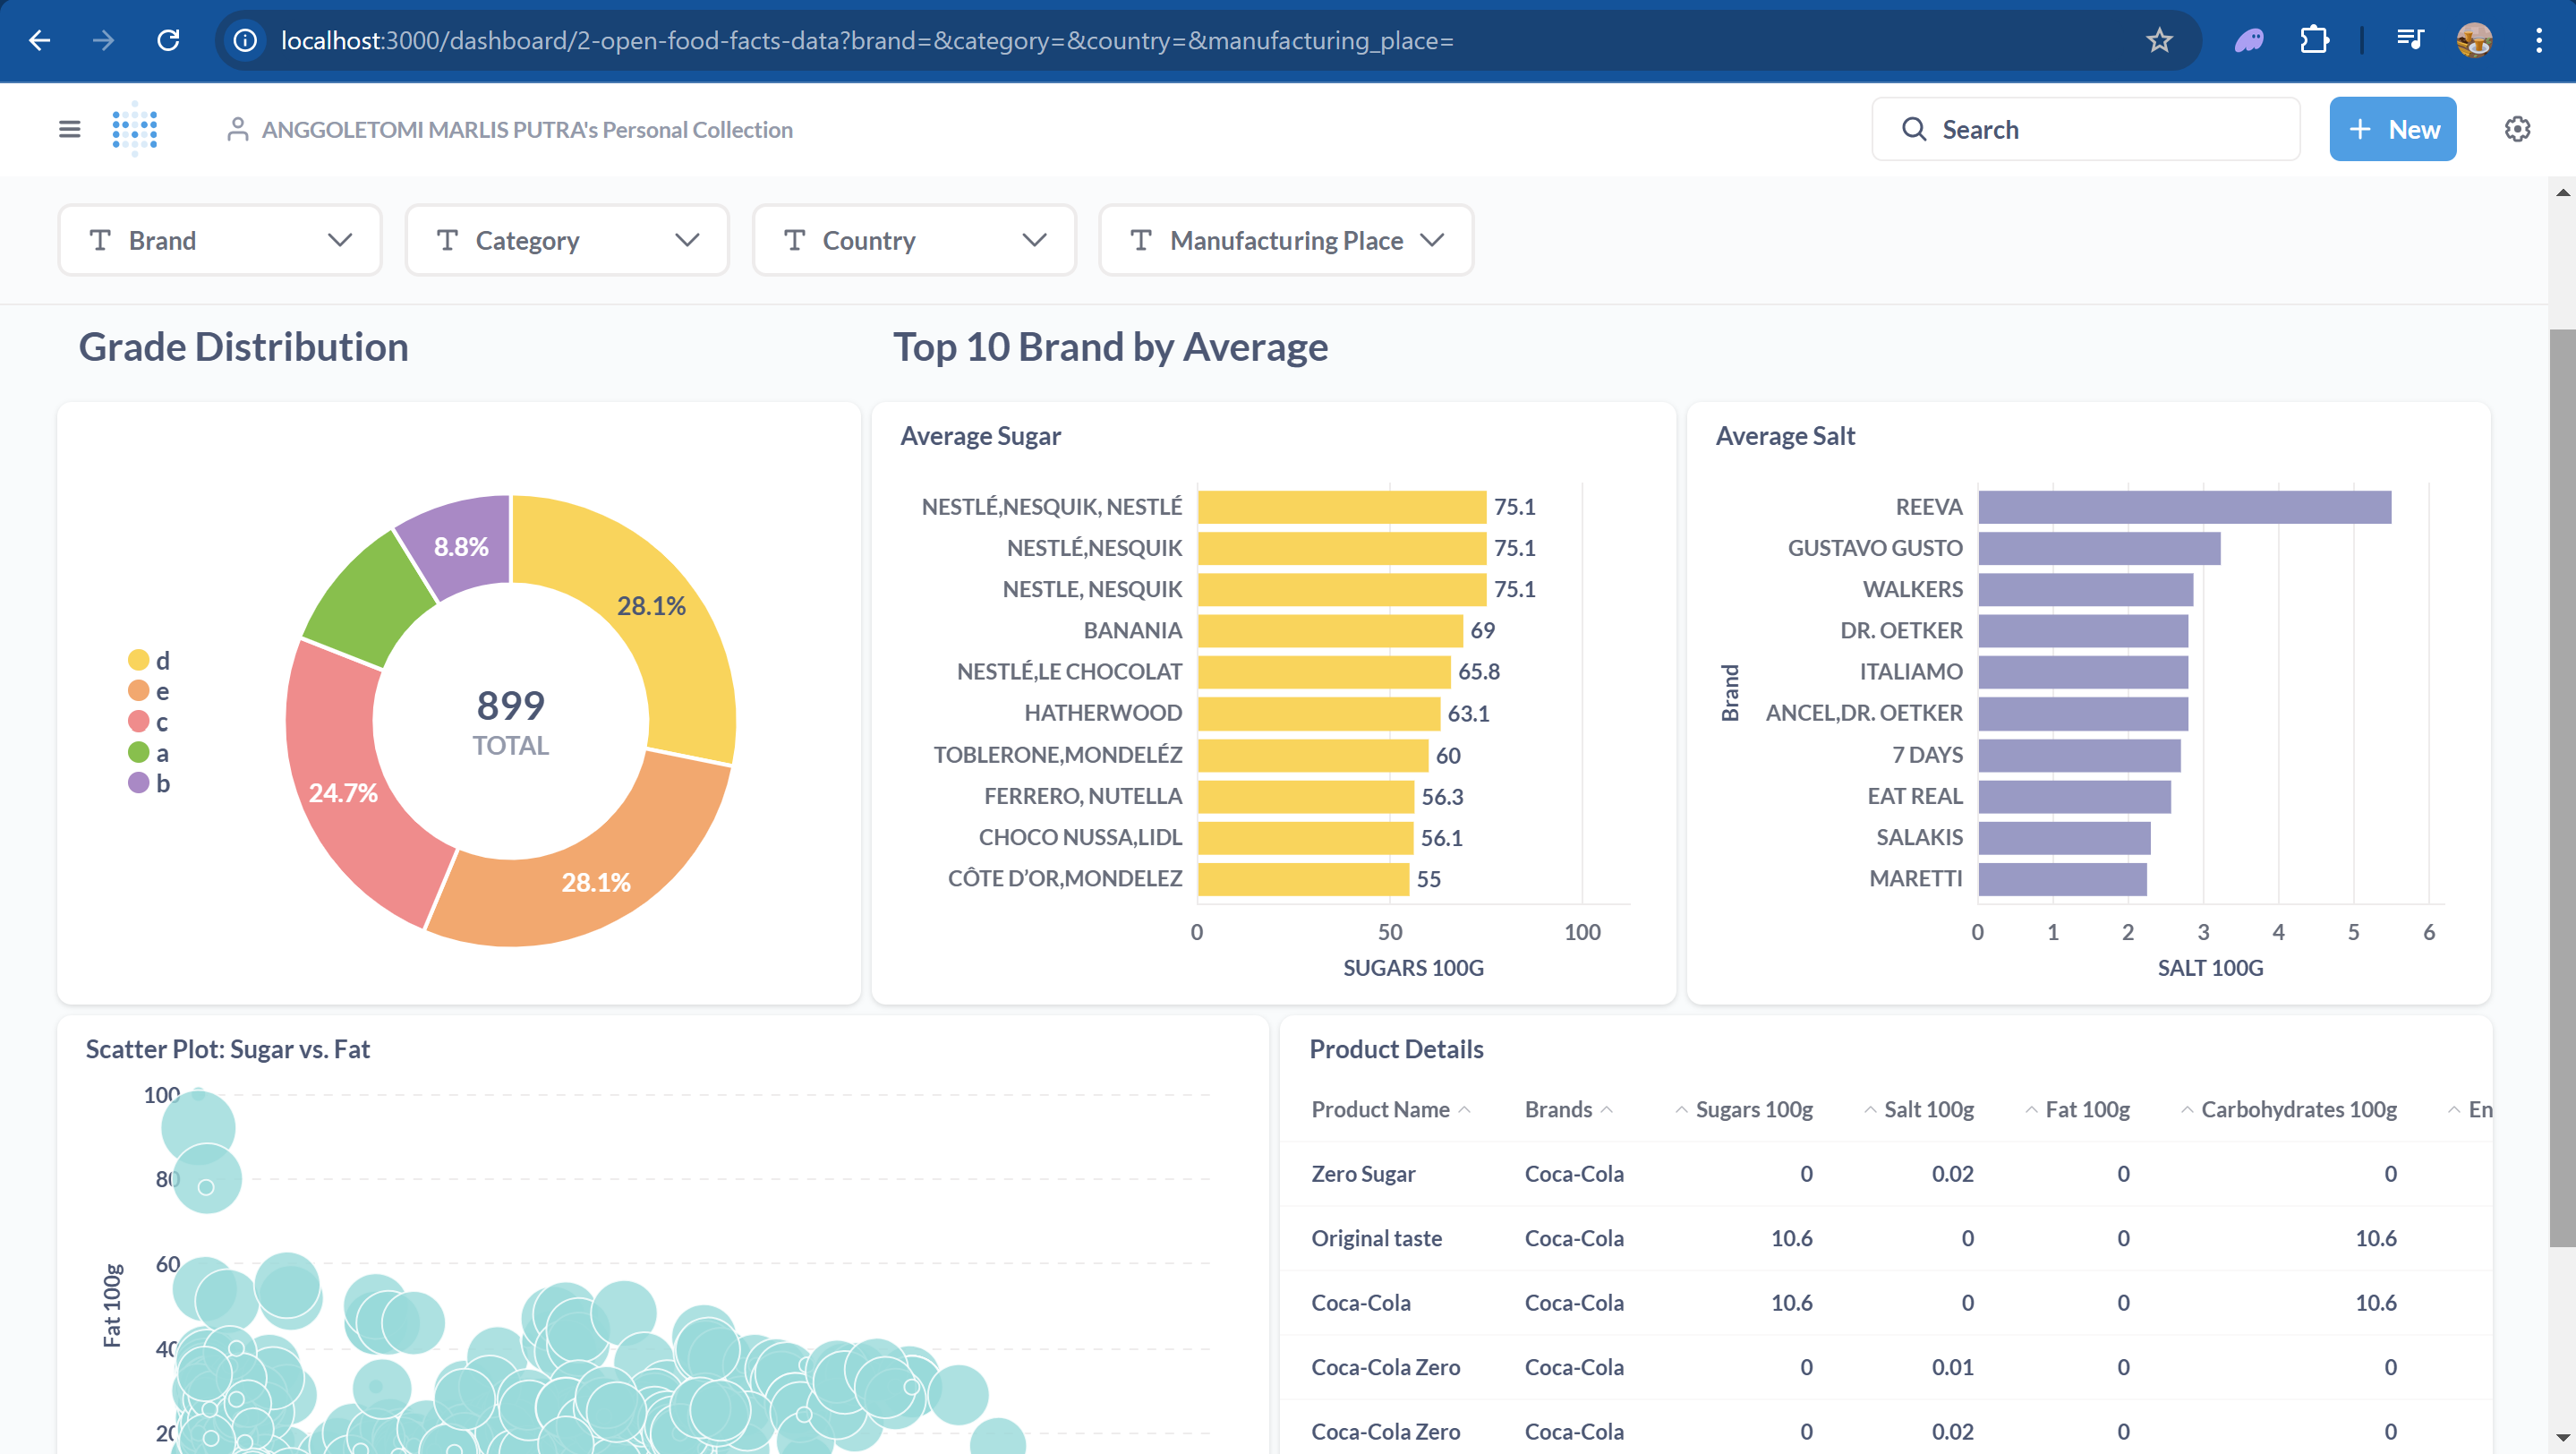 localhost:3000/dashboard/2-open-food-facts-data?brand=&category=&country=&manufacturing_place=
ANGGOLETOMI MARLIS PUTRA's Personal Collection
Search
+ New
Brand
Category
Country
Manufacturing Place
Grade Distribution
Top 10 Brand by Average
d
e
c
a
b
8.8%
28.1%
24.7%
28.1%
899
TOTAL
Average Sugar
NESTLÉ,NESQUIK, NESTLÉ 75.1
NESTLÉ,NESQUIK 75.1
NESTLE, NESQUIK 75.1
BANANIA 69
NESTLÉ,LE CHOCOLAT 65.8
HATHERWOOD 63.1
TOBLERONE,MONDELÉZ 60
FERRERO, NUTELLA 56.3
CHOCO NUSSA,LIDL 56.1
CÔTE D’OR,MONDELEZ 55
0 50 100
SUGARS 100G
Average Salt
Brand
REEVA
GUSTAVO GUSTO
WALKERS
DR. OETKER
ITALIAMO
ANCEL,DR. OETKER
7 DAYS
EAT REAL
SALAKIS
MARETTI
0 1 2 3 4 5 6
SALT 100G
Scatter Plot: Sugar vs. Fat
Fat 100g
100
80
60
40
20
Product Details
Product Name Brands Sugars 100g Salt 100g Fat 100g Carbohydrates 100g En
Zero Sugar Coca-Cola 0 0.02 0 0
Original taste Coca-Cola 10.6 0 0 10.6
Coca-Cola Coca-Cola 10.6 0 0 10.6
Coca-Cola Zero Coca-Cola 0 0.01 0 0
Coca-Cola Zero Coca-Cola 0 0.02 0 0